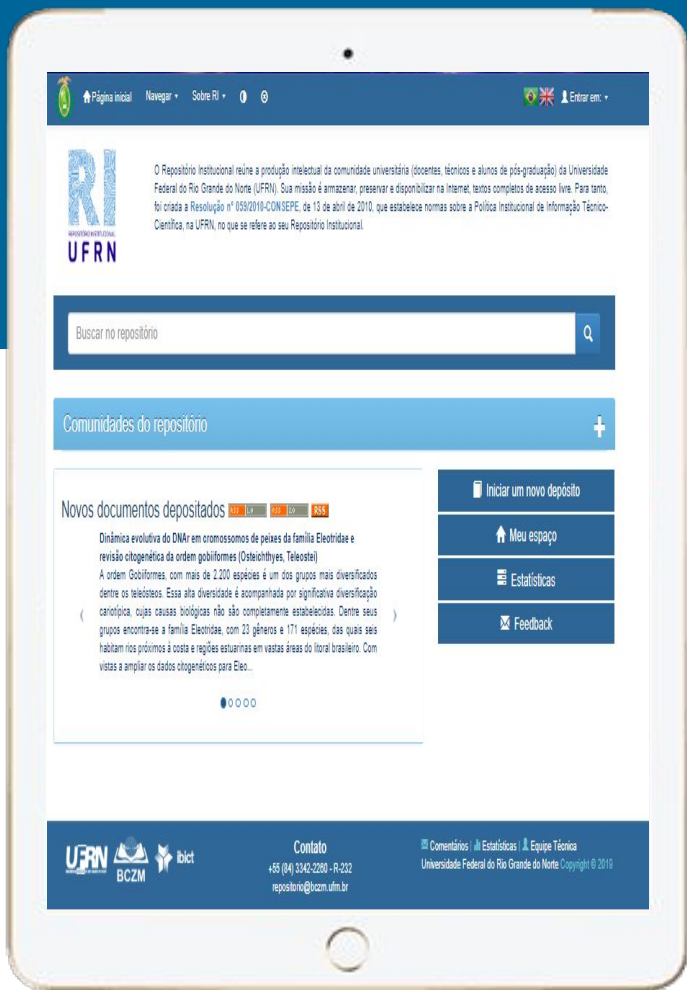 Página inicial Navegar Sobre RI Entrar em:
RI
REPOSITÓRIO INSTITUCIONAL
UFRN
O Repositório Institucional reúne a produção intelectual da comunidade universitária (docentes, técnicos e alunos de pós-graduação) da Universidade
Federal do Rio Grande do Norte (UFRN). Sua missão é armazenar, preservar e disponibilizar na Internet, textos completos de acesso livre. Para tanto,
foi criada a Resolução nº 059/2010-CONSEPE, de 13 de abril de 2010, que estabelece normas sobre a Política Institucional de Informação Técnico-
Científica, na UFRN, no que se refere ao seu Repositório Institucional.
Buscar no repositório
Comunidades do repositório
Novos documentos depositados RSS 1.0 RSS 2.0 RSS
Dinâmica evolutiva do DNAr em cromossomos de peixes da família Eleotridae e
revisão citogenética da ordem gobiiformes (Osteichthyes, Teleostei)
A ordem Gobiiformes, com mais de 2.200 espécies é um dos grupos mais diversificados
dentre os teleósteos. Essa alta diversidade é acompanhada por significativa diversificação
cariotípica, cujas causas biológicas não são completamente estabelecidas. Dentre seus
grupos encontra-se a família Eleotridae, com 23 gêneros e 171 espécies, das quais seis
habitam rios próximos à costa e regiões estuarinas em vastas áreas do litoral brasileiro. Com
vistas a ampliar os dados citogenéticos para Eleo...
Iniciar um novo depósito
Meu espaço
Estatísticas
Feedback
UFRN
BCZM
ibict
Contato
+55 (84) 3342-2260 - R-232
repositorio@bczm.ufrn.br
Comentários | Estatísticas | Equipe Técnica
Universidade Federal do Rio Grande do Norte Copyright © 2019